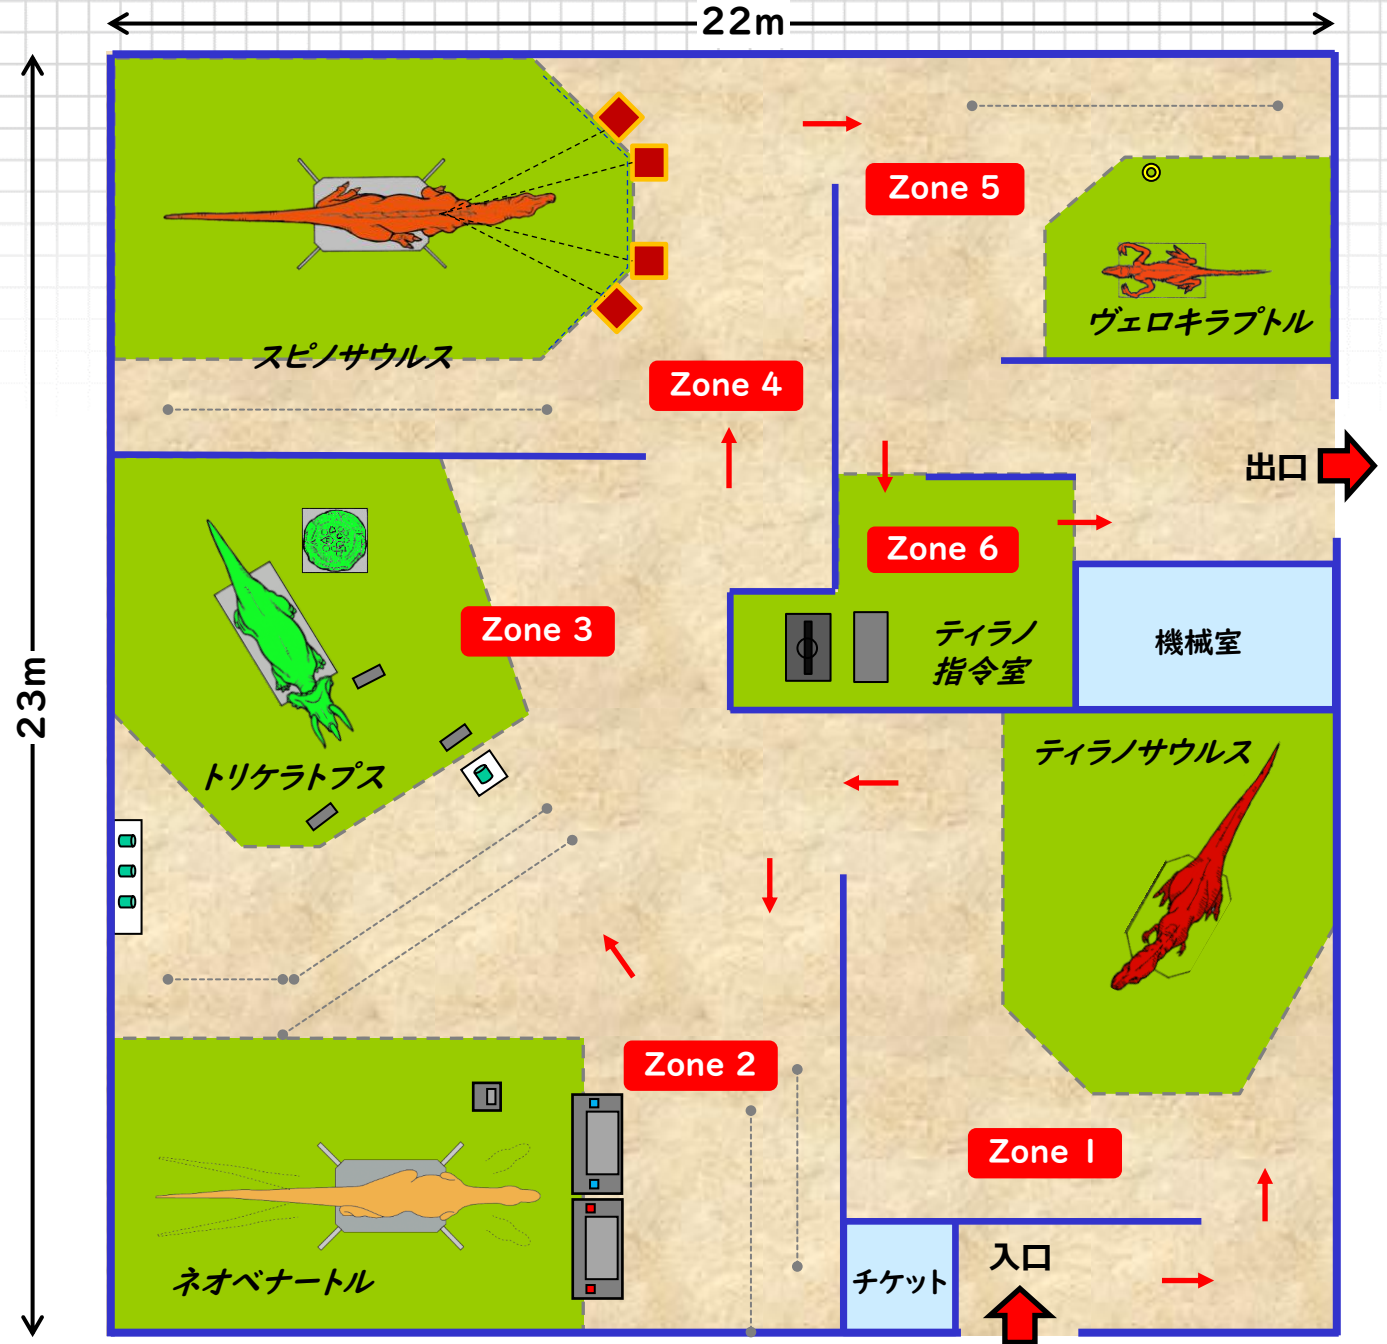 22m
23m
Zone 5
ヴェロキラプトル
スピノサウルス
Zone 4
出口
Zone 6
Zone 3
ティラノ
指令室
機械室
トリケラトプス
ティラノサウルス
Zone 2
Zone 1
ネオベナートル
チケット
入口